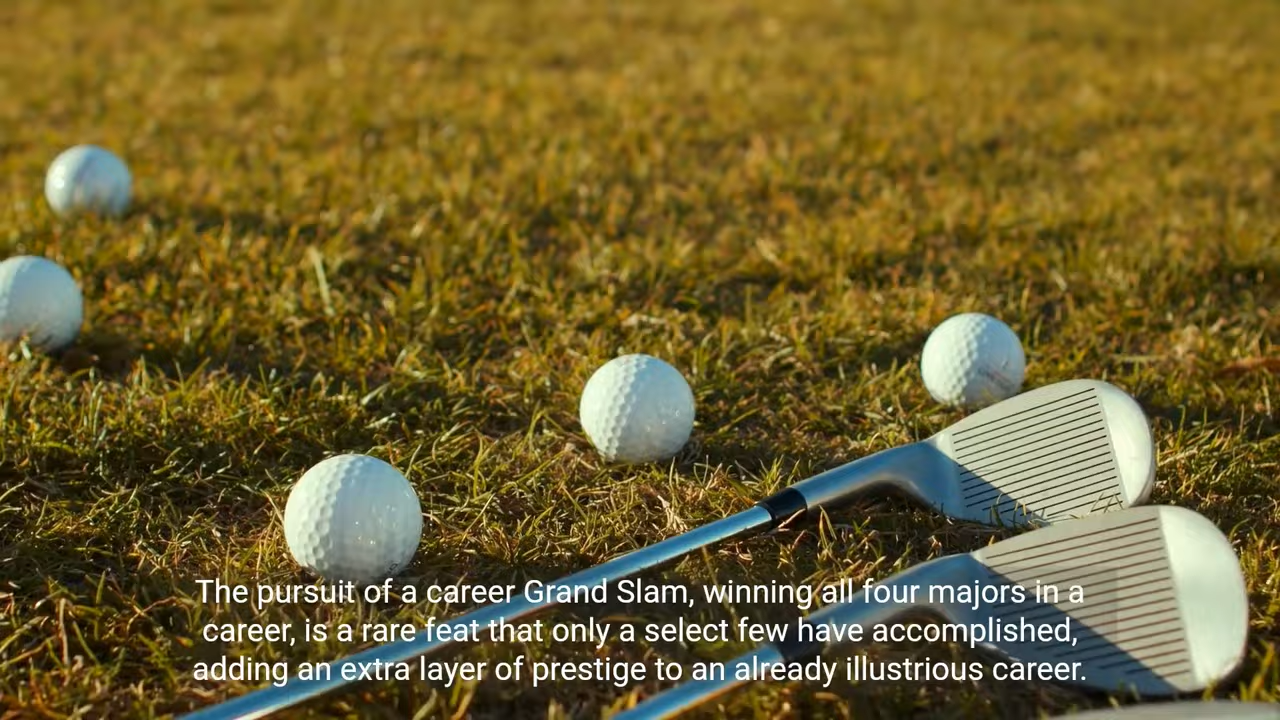 The pursuit of a career Grand Slam, winning all four majors in a
career, is a rare feat that only a select few have accomplished,
adding an extra layer of prestige to an already illustrious career.